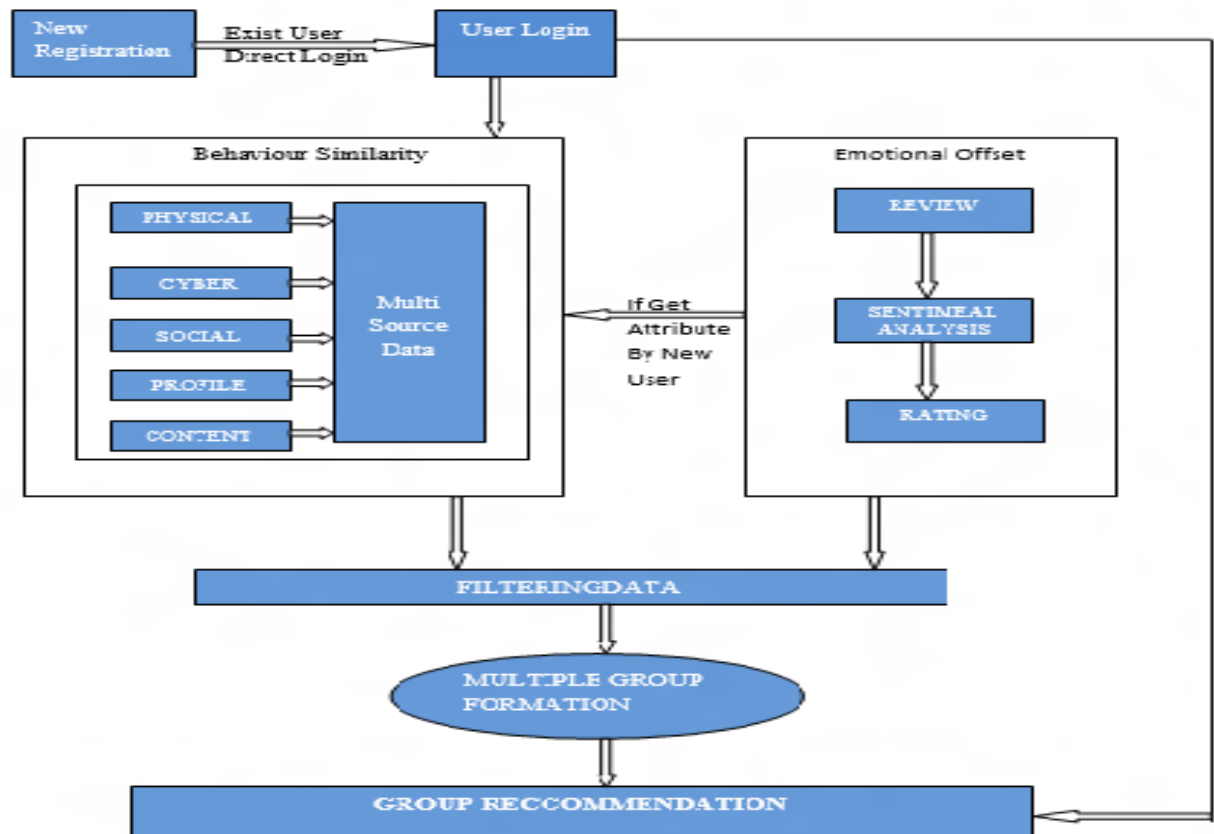 New
Registration
Exist User
Direct Login
User Login
Behaviour Similarity
PHYSICAL
CYBER
SOCIAL
PROFILE
CONTENT
Multi
Source
Data
If Get
Attribute
By New
User
Emotional Offset
REVIEW
SENTIMEAL
ANALYSIS
RATING
FILTERINGDATA
MULTIPLE GROUP
FORMATION
GROUP RECCOMMENDATION